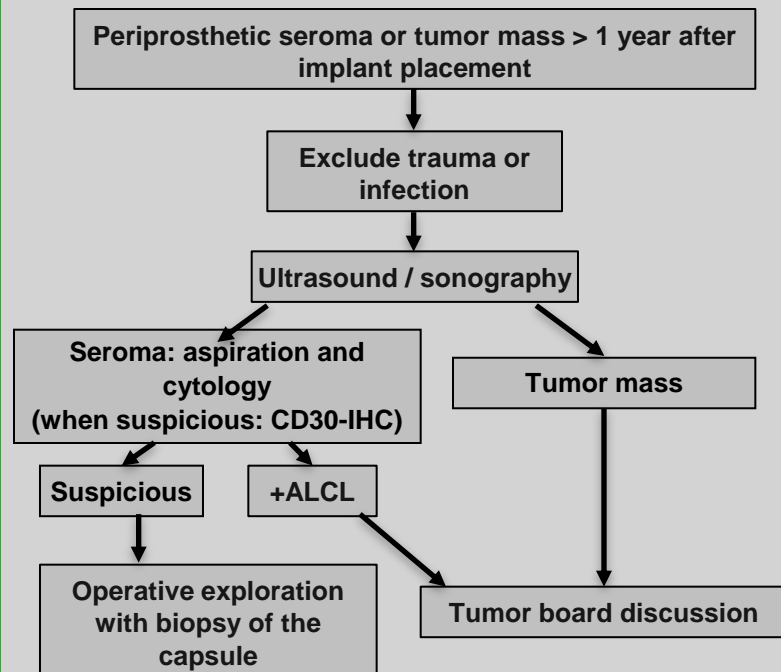 Periprosthetic seroma or tumor mass > 1 year after
implant placement
Exclude trauma or
infection
Ultrasound / sonography
Seroma: aspiration and
cytology
(when suspicious: CD30-IHC)
Tumor mass
Suspicious
+ALCL
Operative exploration
with biopsy of the
capsule
Tumor board discussion